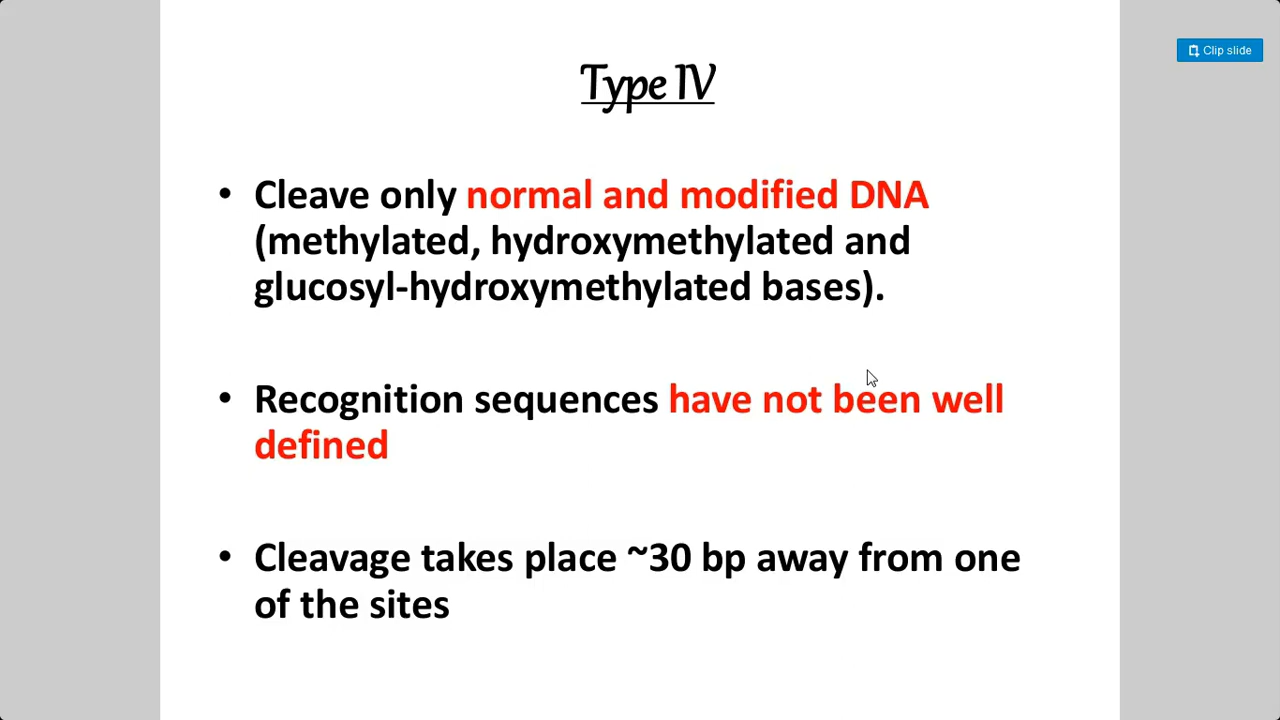 Clip slide
Type IV
• Cleave only normal and modified DNA
(methylated, hydroxymethylated and
glucosyl-hydroxymethylated bases).
• Recognition sequences have not been well
defined
• Cleavage takes place ~30 bp away from one
of the sites